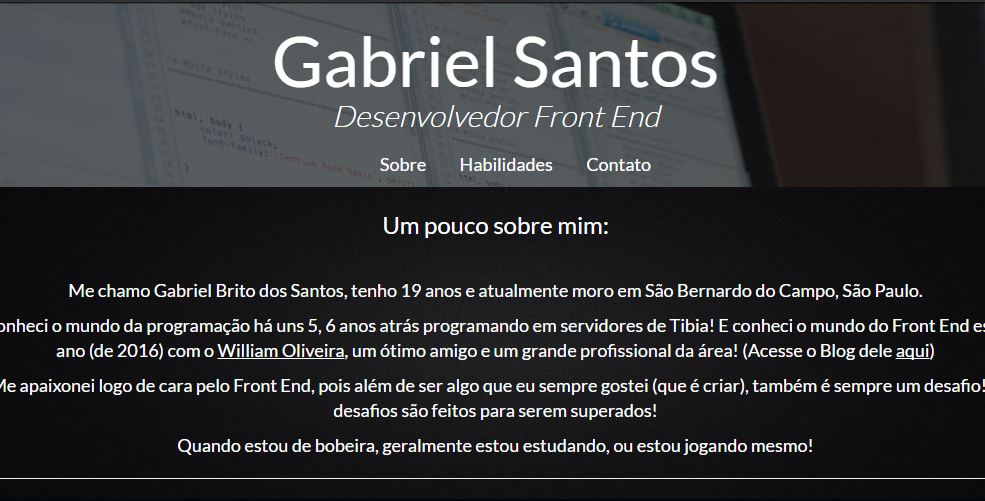 html, body {
color: $black;
Gabriel Santos
Desenvolvedor Front End
Sobre Habilidades Contato
Um pouco sobre mim:
Me chamo Gabriel Brito dos Santos, tenho 19 anos e atualmente moro em São Bernardo do Campo, São Paulo.
onheci o mundo da programação há uns 5, 6 anos atrás programando em servidores de Tibia! E conheci o mundo do Front End es
ano (de 2016) com o William Oliveira, um ótimo amigo e um grande profissional da área! (Acesse o Blog dele aqui)
Me apaixonei logo de cara pelo Front End, pois além de ser algo que eu sempre gostei (que é criar), também é sempre um desafio!
desafios são feitos para serem superados!
Quando estou de bobeira, geralmente estou estudando, ou estou jogando mesmo!